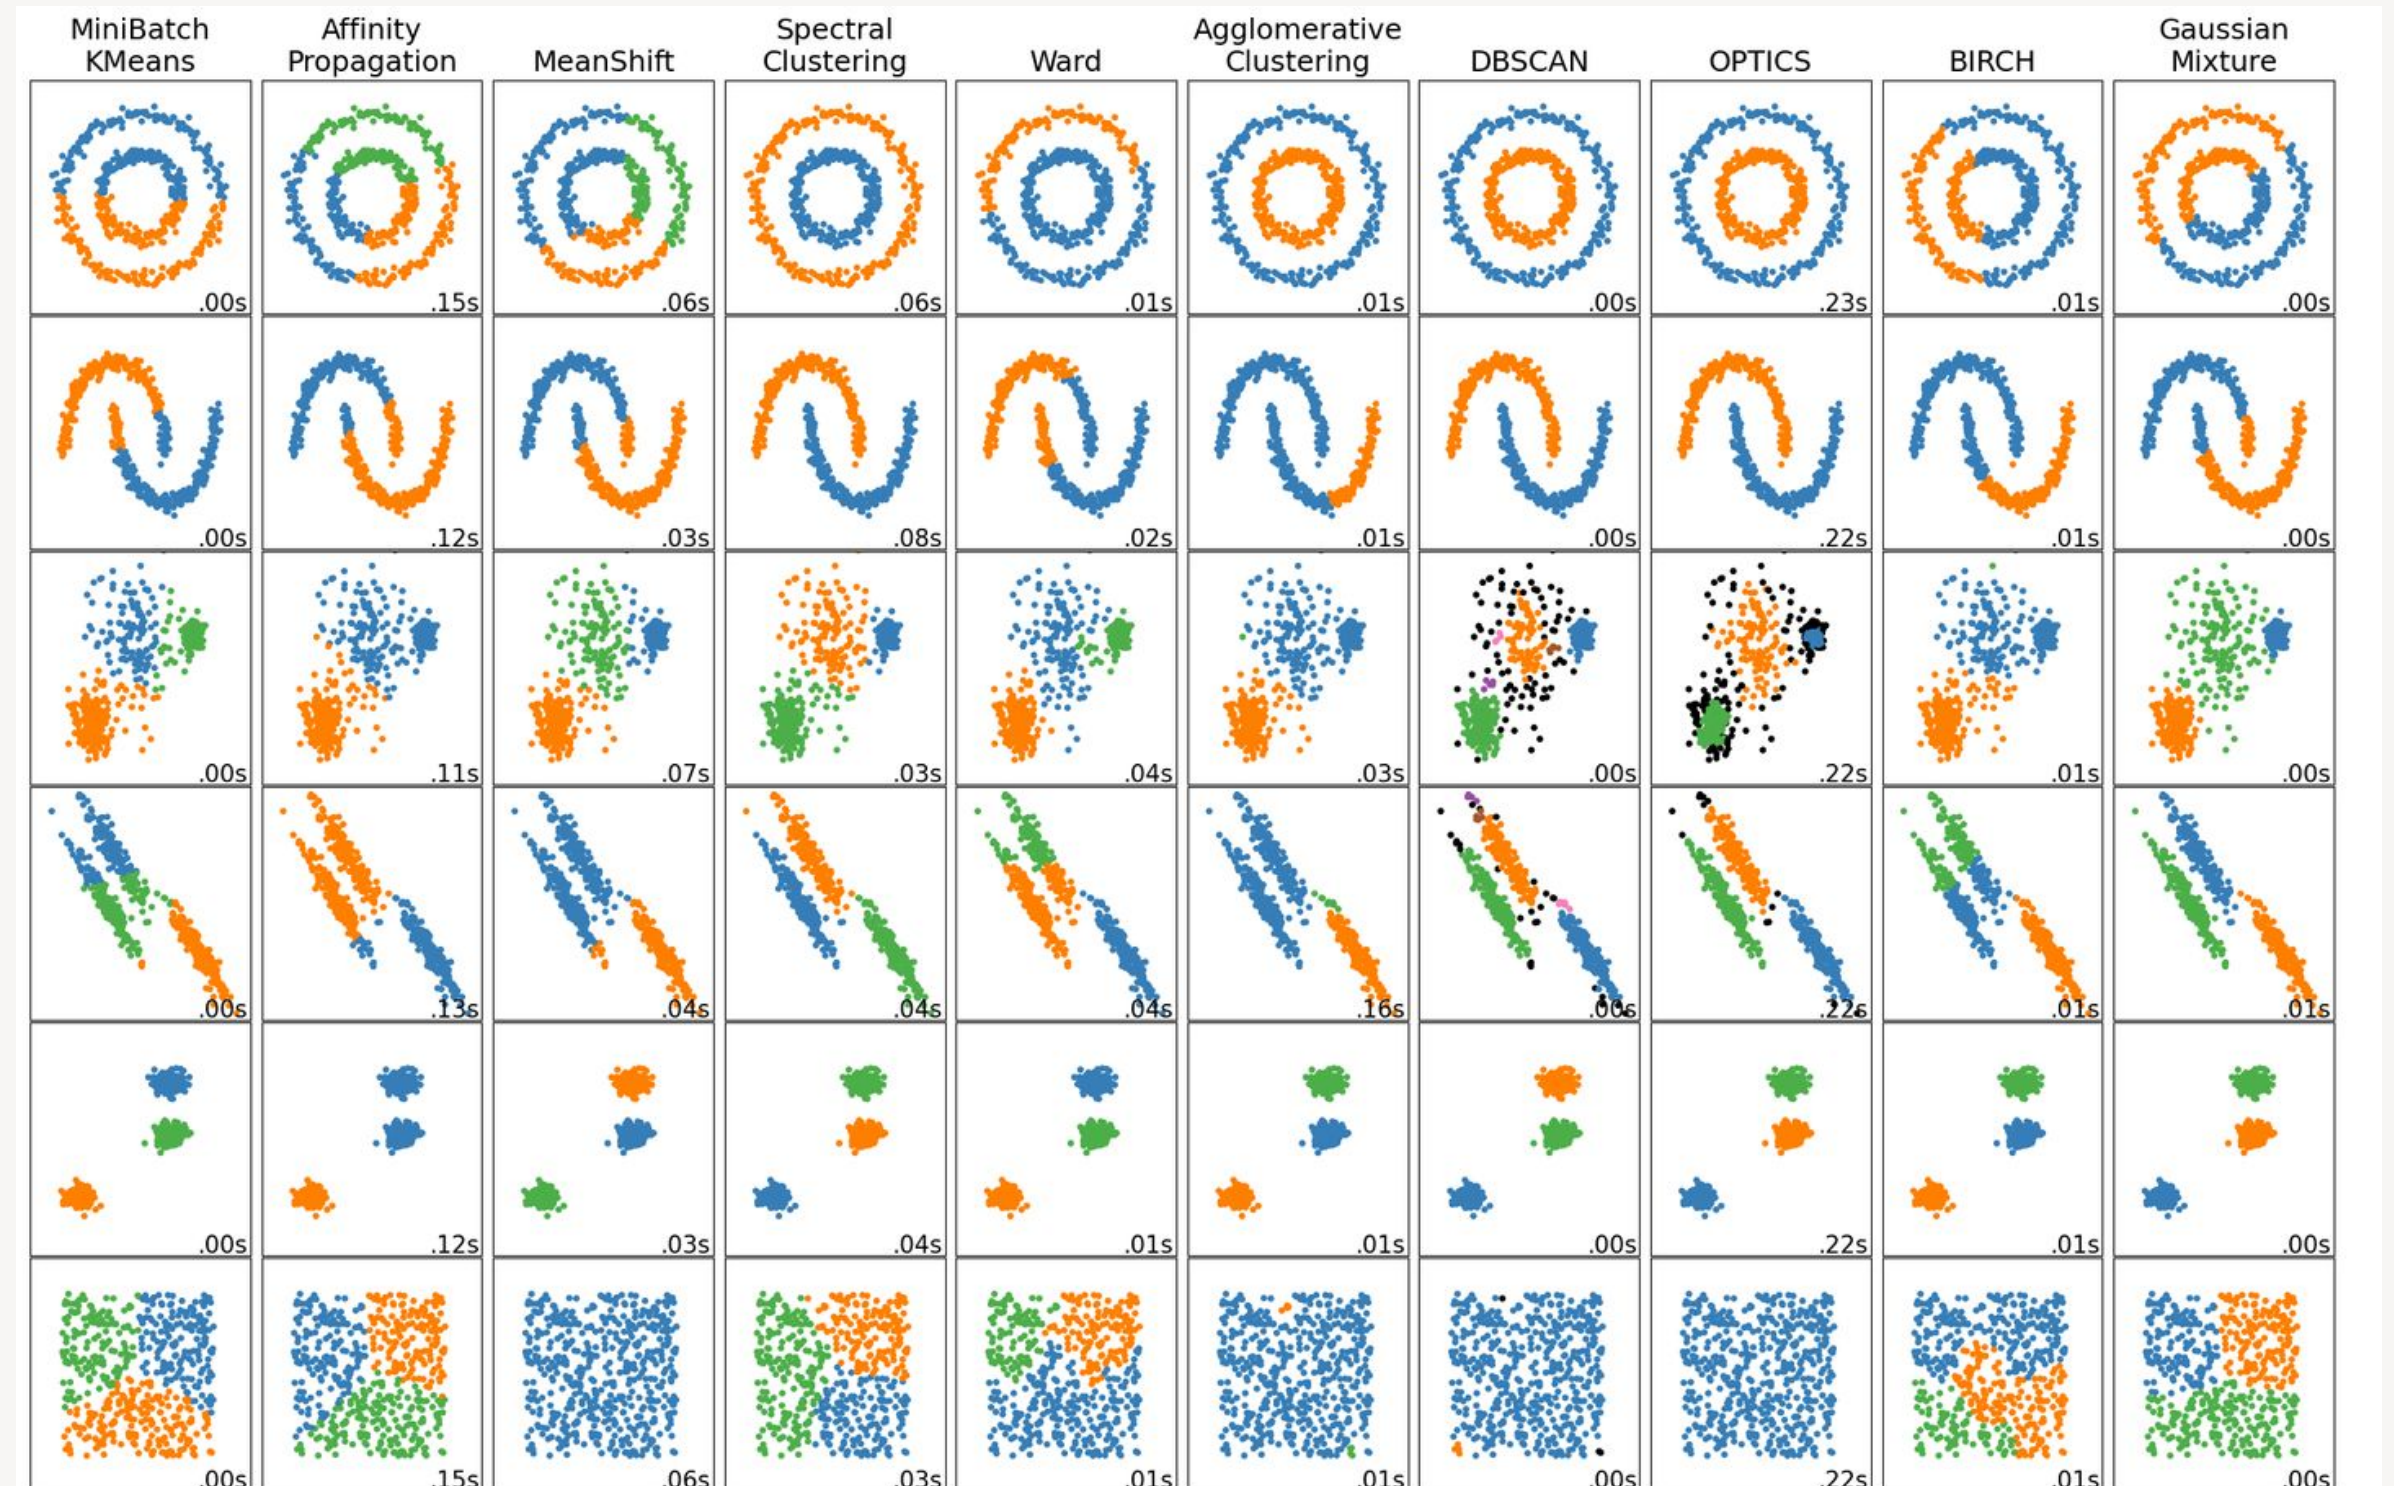 MiniBatch
KMeans
Affinity
Propagation
MeanShift
Spectral
Clustering
Ward
Agglomerative
Clustering
DBSCAN
OPTICS
BIRCH
Gaussian
Mixture
.00s .15s .06s .06s .01s .01s .00s .23s .01s .00s
.00s .12s .03s .08s .02s .01s .00s .22s .01s .00s
.00s .11s .07s .03s .04s .03s .00s .22s .01s .00s
.00s .13s .04s .04s .04s .16s .00s .22s .01s .01s
.00s .12s .03s .04s .01s .01s .00s .22s .01s .00s
.00s .15s .06s .03s .01s .01s .00s .22s .01s .00s